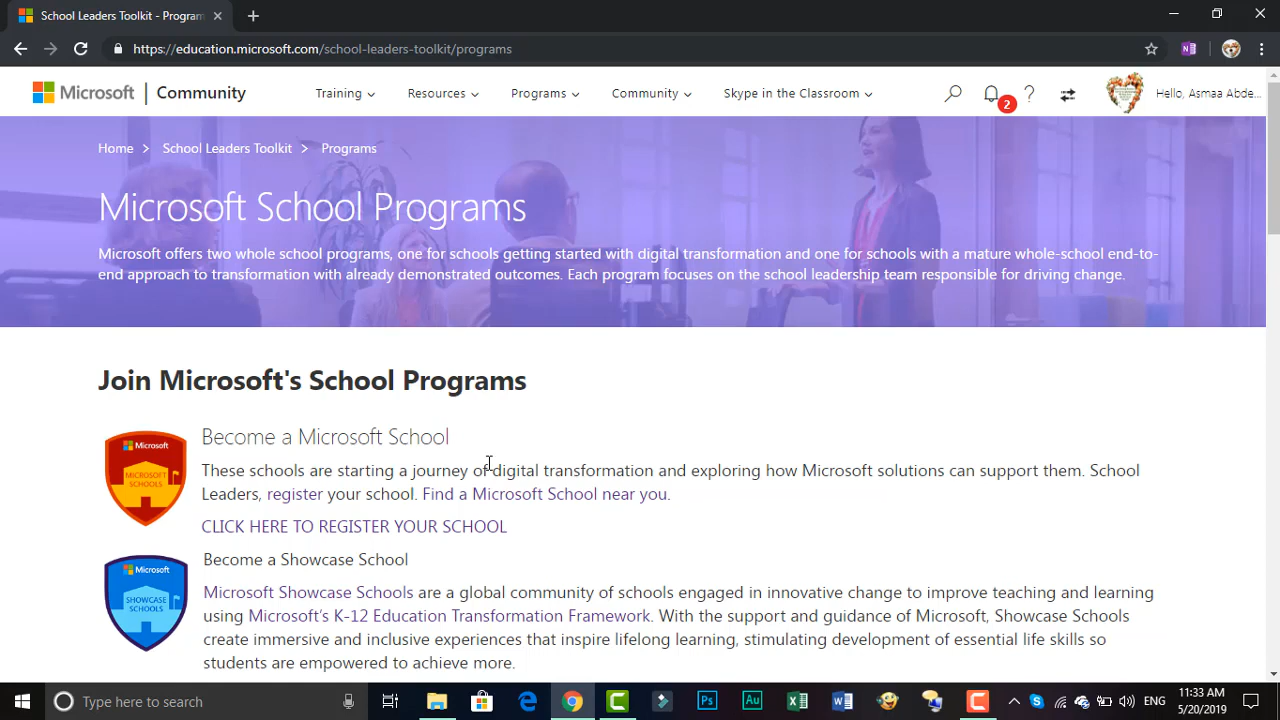 School Leaders Toolkit - Program
https://education.microsoft.com/school-leaders-toolkit/programs
Microsoft Community Training Resources Programs Community Skype in the Classroom 2 Hello, Asmaa Abde...
Home > School Leaders Toolkit > Programs
Microsoft School Programs
Microsoft offers two whole school programs, one for schools getting started with digital transformation and one for schools with a mature whole-school end-to-
end approach to transformation with already demonstrated outcomes. Each program focuses on the school leadership team responsible for driving change.
Join Microsoft's School Programs
Microsoft
MICROSOFT
SCHOOLS
Become a Microsoft School
These schools are starting a journey of digital transformation and exploring how Microsoft solutions can support them. School
Leaders, register your school. Find a Microsoft School near you.
CLICK HERE TO REGISTER YOUR SCHOOL
Microsoft
SHOWCASE
SCHOOLS
Become a Showcase School
Microsoft Showcase Schools are a global community of schools engaged in innovative change to improve teaching and learning
using Microsoft's K-12 Education Transformation Framework. With the support and guidance of Microsoft, Showcase Schools
create immersive and inclusive experiences that inspire lifelong learning, stimulating development of essential life skills so
students are empowered to achieve more.
Type here to search
Ps
Au
ENG
11:33 AM
5/20/2019